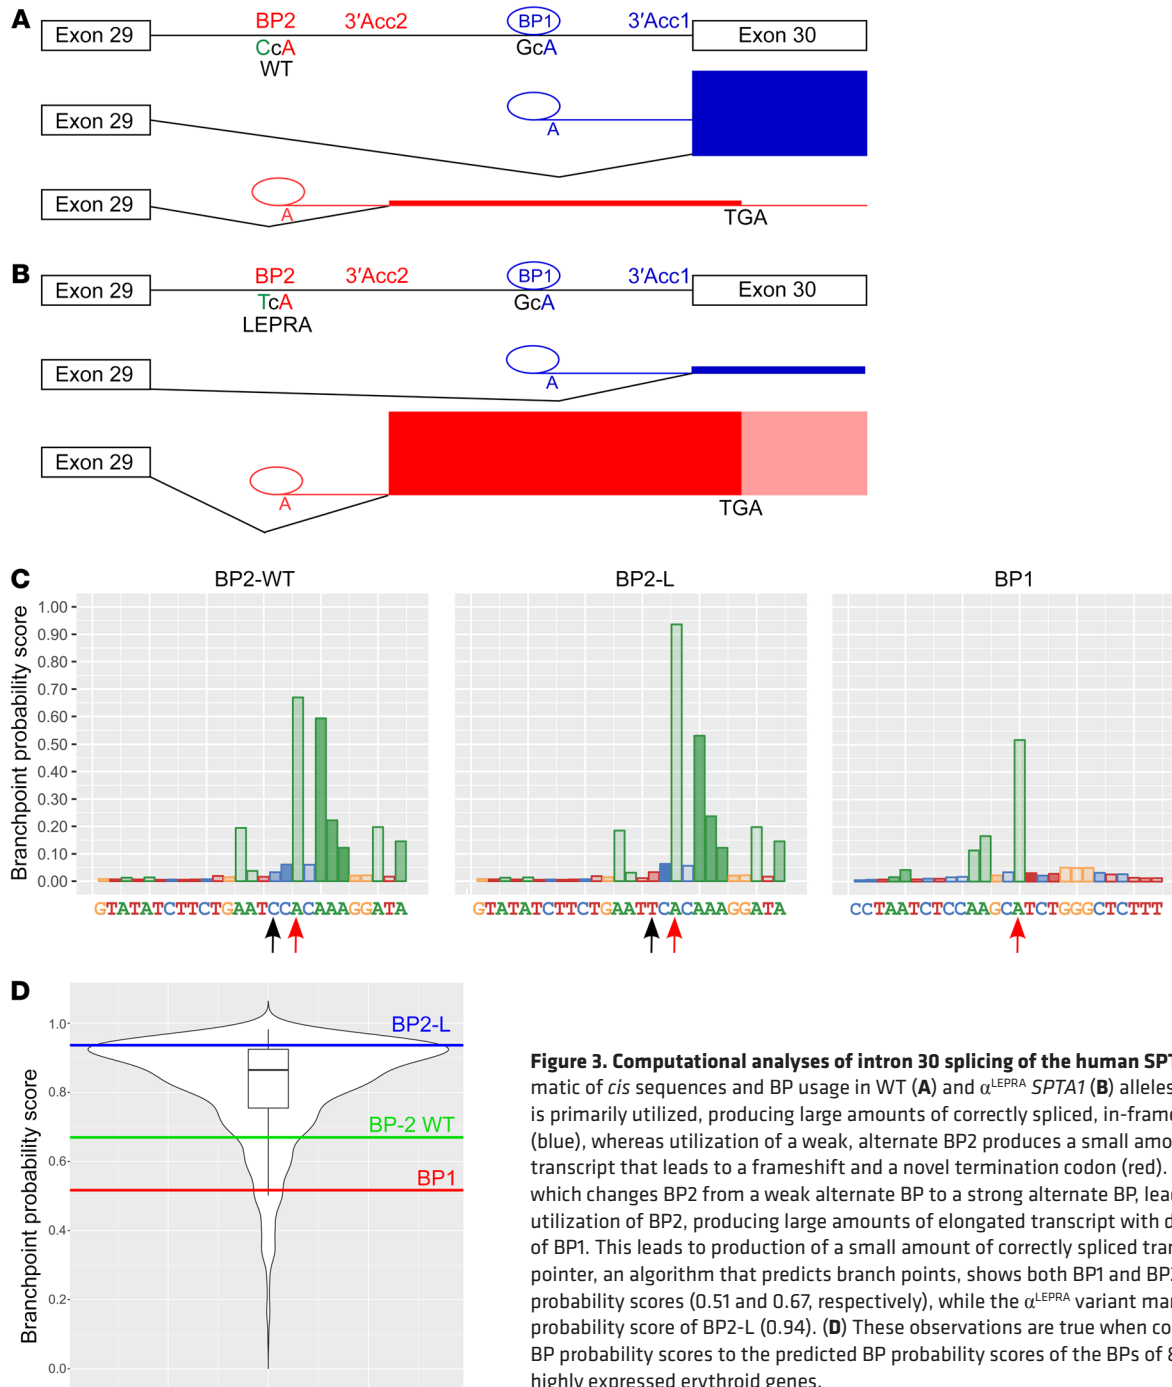 A
BP2 3′Acc2 BP1 3′Acc1
Exon 29 Exon 30
CcA GcA
WT
Exon 29
A
Exon 29
A
TGA
B
BP2 3′Acc2 BP1 3′Acc1
Exon 29 Exon 30
TcA GcA
LEPRA
Exon 29
A
Exon 29
A
TGA
C
BP2-WT BP2-L BP1
Branchpoint probability score
1.00
0.90
0.80
0.70
0.60
0.50
0.40
0.30
0.20
0.10
0.00
GTATATCTTCTGAATCCACAAAGGATA GTATATCTTCTGAATTCACAAAGGATA CCTAATCTCCAAGCATCTGGGCTCTTT
D
Branchpoint probability score
1.0
0.8
0.6
0.4
0.2
0.0
BP2-L
BP-2 WT
BP1
Figure 3. Computational analyses of intron 30 splicing of the human SPT
matic of cis sequences and BP usage in WT (A) and αLEPRA SPTA1 (B) alleles
is primarily utilized, producing large amounts of correctly spliced, in-frame
(blue), whereas utilization of a weak, alternate BP2 produces a small amo
transcript that leads to a frameshift and a novel termination codon (red).
which changes BP2 from a weak alternate BP to a strong alternate BP, lea
utilization of BP2, producing large amounts of elongated transcript with d
of BP1. This leads to production of a small amount of correctly spliced tran
pointer, an algorithm that predicts branch points, shows both BP1 and BP2
probability scores (0.51 and 0.67, respectively), while the αLEPRA variant mar
probability score of BP2-L (0.94). (D) These observations are true when co
BP probability scores to the predicted BP probability scores of the BPs of 8
highly expressed erythroid genes.